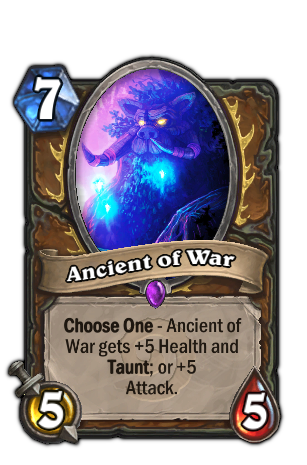 7
Ancient of War
Choose One - Ancient of
War gets +5 Health and
Taunt; or +5
Attack.
5
5